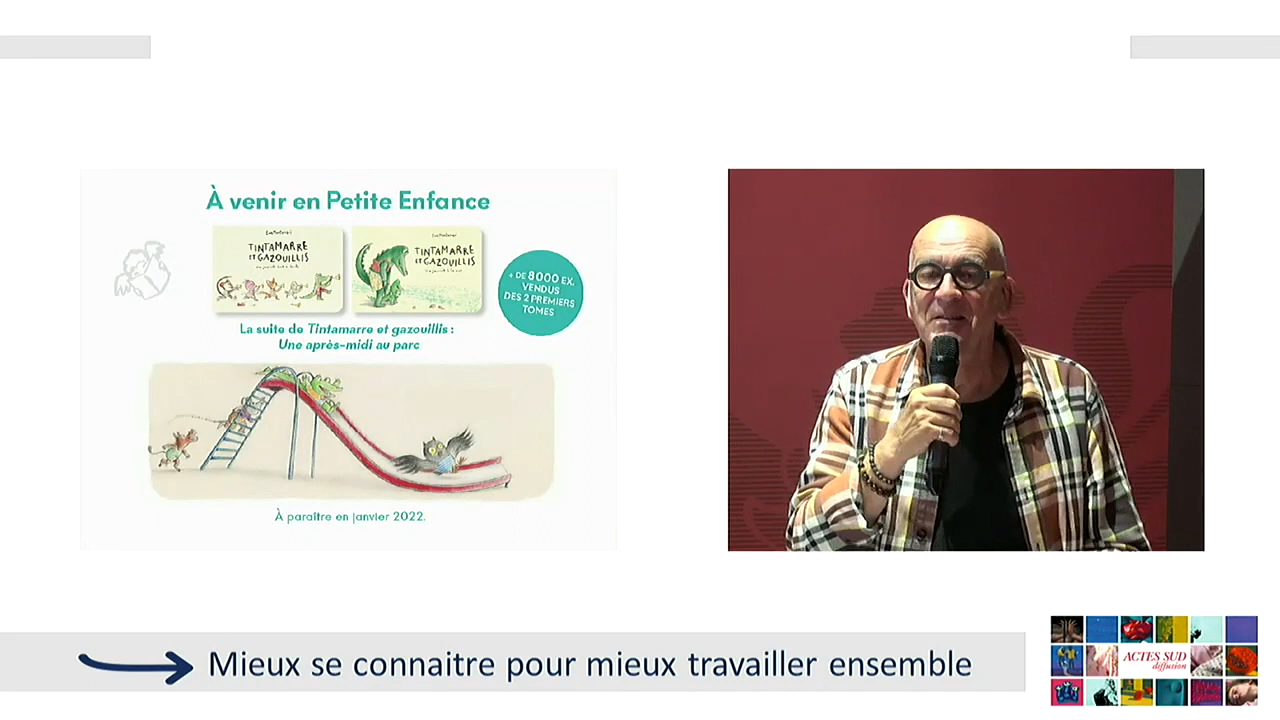 À venir en Petite Enfance
TINTAMARRE
ET GAZOUILLIS
TINTAMARRE
ET GAZOUILLIS
+ DE 8000 EX.
VENDUS
DES 2 PREMIERS
TOMES
La suite de Tintamarre et gazouillis :
Une après-midi au parc
À paraître en janvier 2022.
Mieux se connaitre pour mieux travailler ensemble
ACTES SUD
diffusion